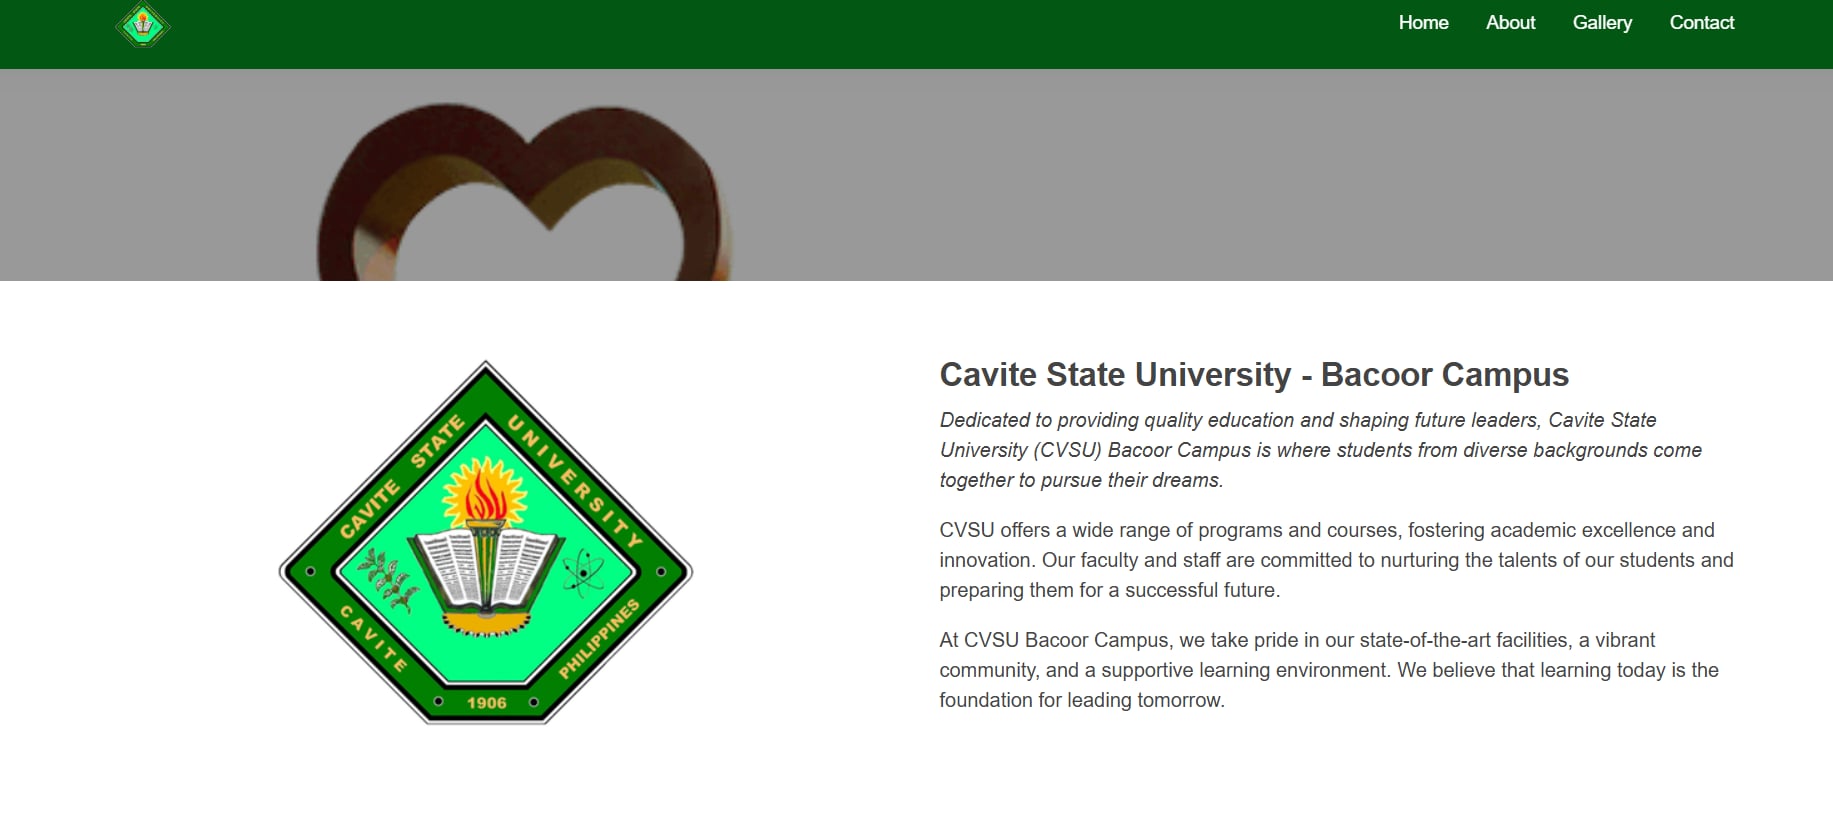 Home About Gallery Contact
CAVITE STATE UNIVERSITY
CAVITE
PHILIPPINES
1906
Cavite State University - Bacoor Campus
Dedicated to providing quality education and shaping future leaders, Cavite State
University (CVSU) Bacoor Campus is where students from diverse backgrounds come
together to pursue their dreams.
CVSU offers a wide range of programs and courses, fostering academic excellence and
innovation. Our faculty and staff are committed to nurturing the talents of our students and
preparing them for a successful future.
At CVSU Bacoor Campus, we take pride in our state-of-the-art facilities, a vibrant
community, and a supportive learning environment. We believe that learning today is the
foundation for leading tomorrow.